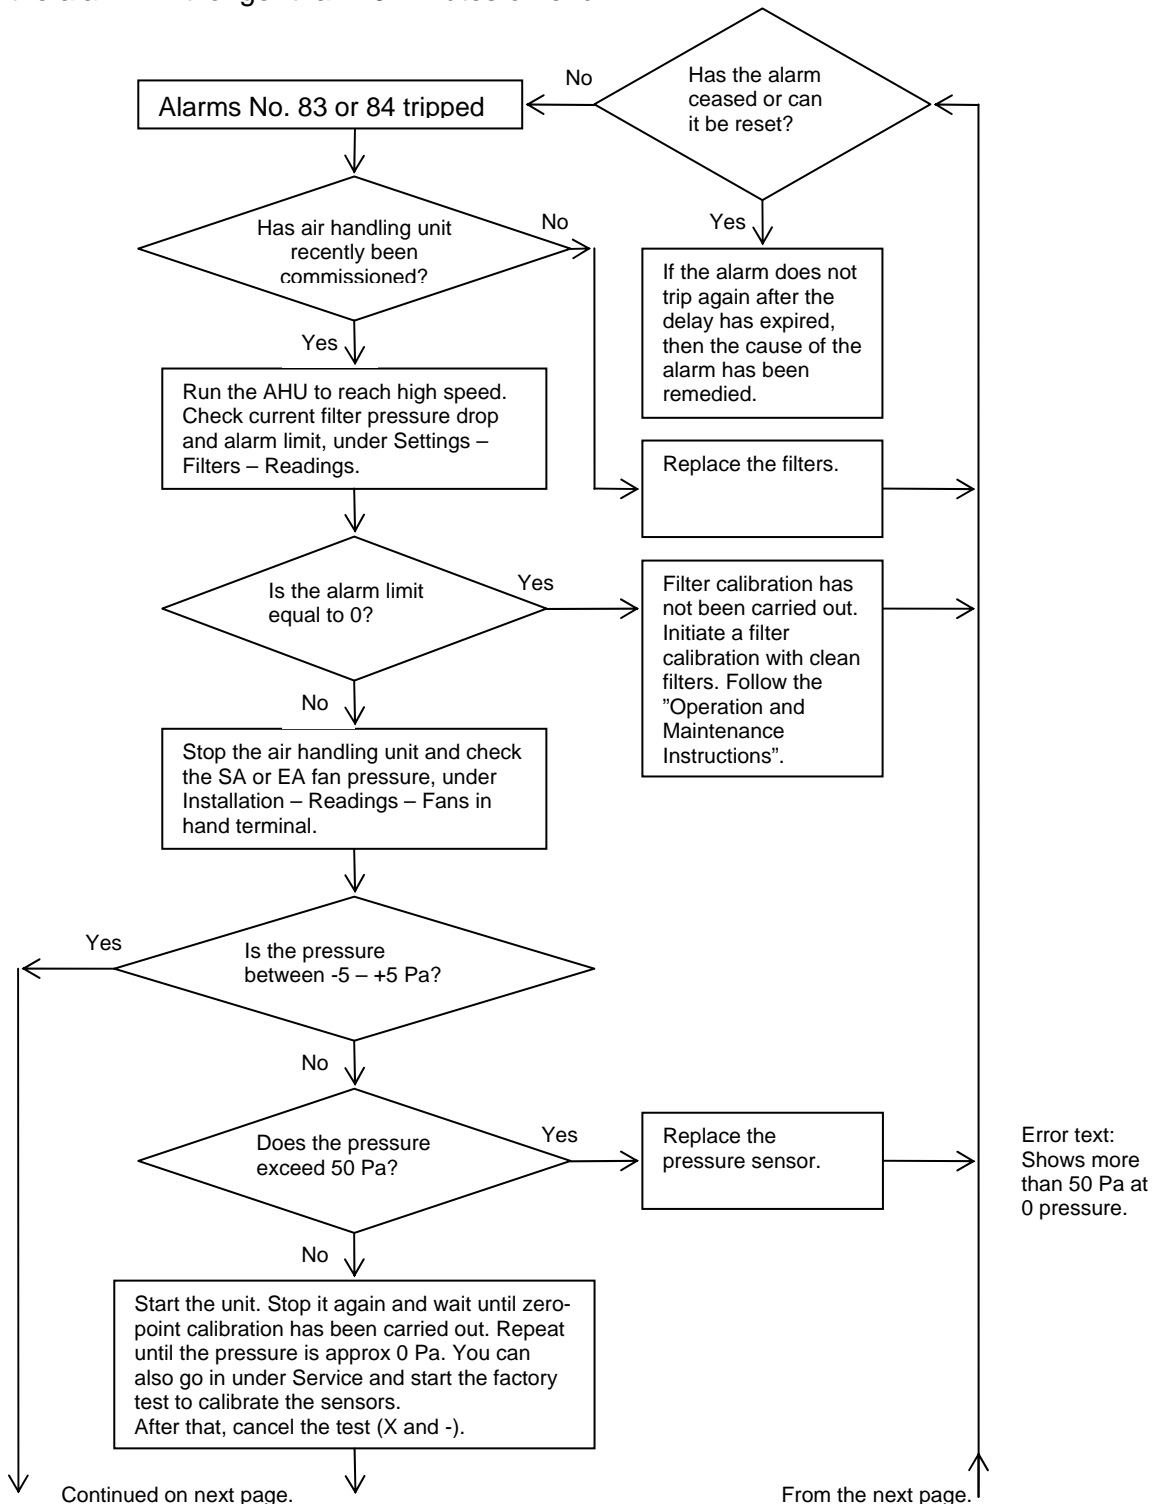 No
Has the alarm
ceased or can
it be reset?
Alarms No. 83 or 84 tripped
Has air handling unit
recently been
commissioned?
No
Yes
If the alarm does not
trip again after the
delay has expired,
then the cause of the
alarm has been
remedied.
Yes
Run the AHU to reach high speed.
Check current filter pressure drop
and alarm limit, under Settings –
Filters – Readings.
Replace the filters.
Is the alarm limit
equal to 0?
Yes
Filter calibration has
not been carried out.
Initiate a filter
calibration with clean
filters. Follow the
”Operation and
Maintenance
Instructions”.
No
Stop the air handling unit and check
the SA or EA fan pressure, under
Installation – Readings – Fans in
hand terminal.
Yes
Is the pressure
between -5 – +5 Pa?
No
Does the pressure
exceed 50 Pa?
Yes
Replace the
pressure sensor.
Error text:
Shows more
than 50 Pa at
0 pressure.
No
Start the unit. Stop it again and wait until zero-
point calibration has been carried out. Repeat
until the pressure is approx 0 Pa. You can
also go in under Service and start the factory
test to calibrate the sensors.
After that, cancel the test (X and -).
Continued on next page.
From the next page.